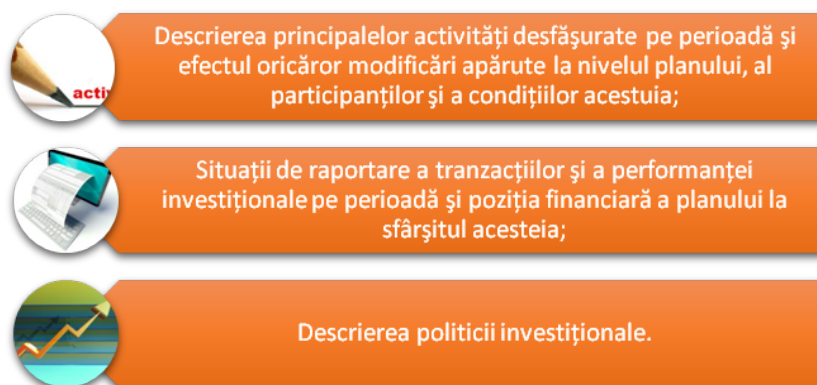 Descrierea principalelor activități desfăşurate pe perioadă şi
efectul oricăror modificări apărute la nivelul planului, al
participanților şi a condițiilor acestuia;
activ
Situații de raportare a tranzacțiilor şi a performanței
investiționale pe perioadă şi poziția financiară a planului la
sfârşitul acesteia;
Descrierea politicii investiționale.